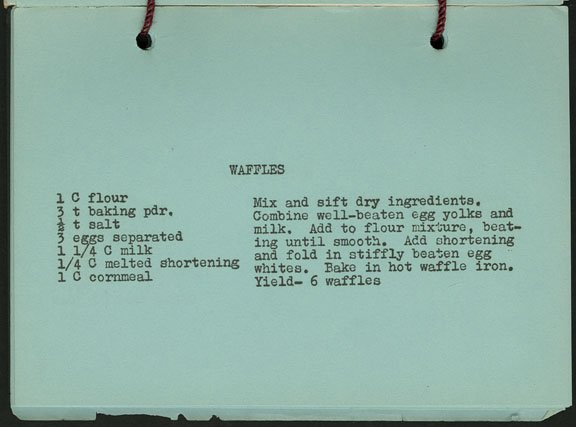 WAFFLES
1 C flour
3 t baking pdr.
½ t salt
3 eggs separated
1 1/4 C milk
1/4 C melted shortening
1 C cornmeal
Mix and sift dry ingredients.
Combine well-beaten egg yolks and
milk. Add to flour mixture, beat-
ing until smooth. Add shortening
and fold in stiffly beaten egg
whites. Bake in hot waffle iron.
Yield- 6 waffles